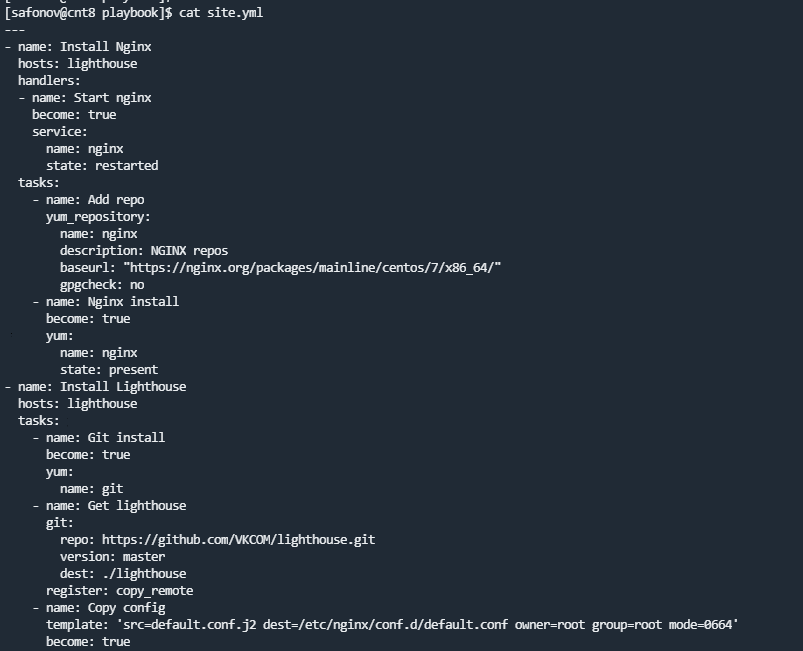 [safonov@cnt8 playbook]$ cat site.yml
---
- name: Install Nginx
  hosts: lighthouse
  handlers:
  - name: Start nginx
    become: true
    service:
      name: nginx
      state: restarted
  tasks:
    - name: Add repo
      yum_repository:
        name: nginx
        description: NGINX repos
        baseurl: "https://nginx.org/packages/mainline/centos/7/x86_64/"
        gpgcheck: no
    - name: Nginx install
      become: true
      yum:
        name: nginx
        state: present
- name: Install Lighthouse
  hosts: lighthouse
  tasks:
    - name: Git install
      become: true
      yum:
        name: git
    - name: Get lighthouse
      git:
        repo: https://github.com/VKCOM/lighthouse.git
        version: master
        dest: ./lighthouse
      register: copy_remote
    - name: Copy config
      template: 'src=default.conf.j2 dest=/etc/nginx/conf.d/default.conf owner=root group=root mode=0664'
      become: true